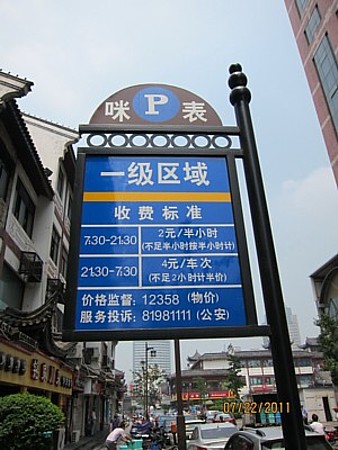 咪 P 表
一级区域
收费标准
7:30-21:30 2元/半小时
(不足半小时按半小时计)
21:30-7:30 4元/车次
(不足2小时计半价)
价格监督: 12358 (物价)
服务投诉: 81981111 (公安)
07/22/2011